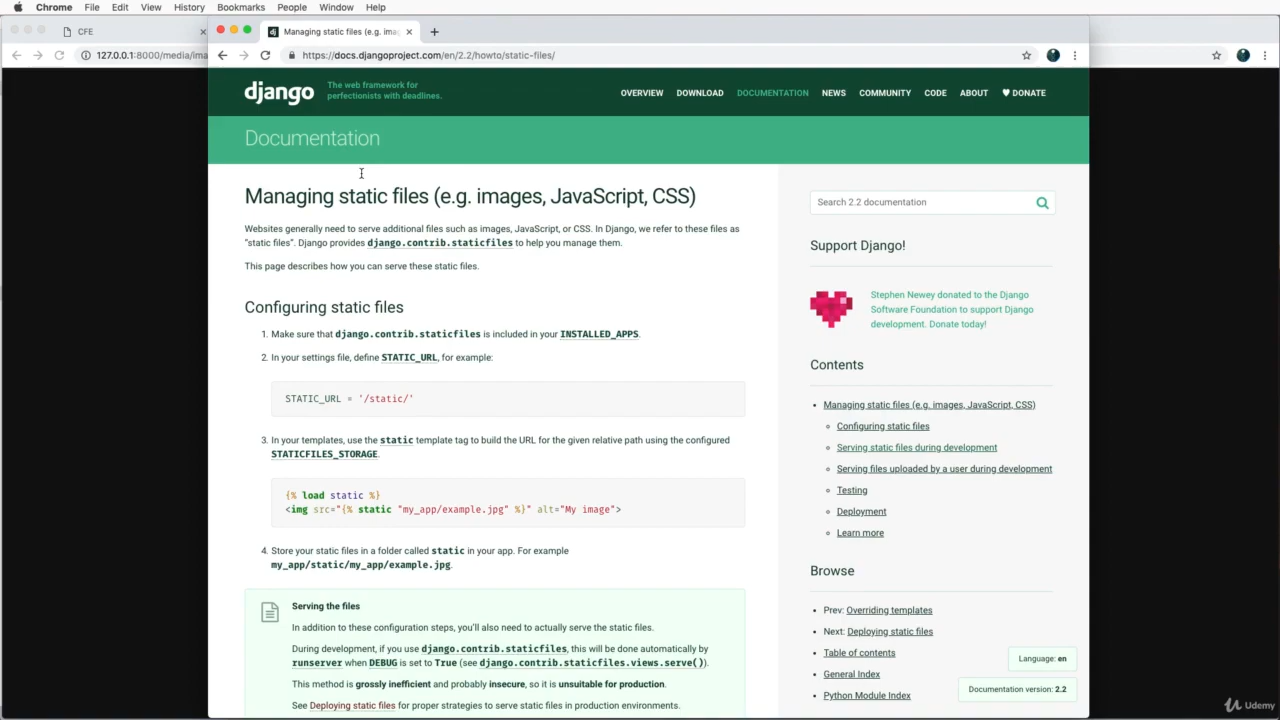 Chrome File Edit View History Bookmarks People Window Help
CFE
Managing static files (e.g. imag
127.0.0.1:8000/media/ima
https://docs.djangoproject.com/en/2.2/howto/static-files/
django
The web framework for
perfectionists with deadlines.
OVERVIEW DOWNLOAD DOCUMENTATION NEWS COMMUNITY CODE ABOUT ♥ DONATE
Documentation
Managing static files (e.g. images, JavaScript, CSS)
Websites generally need to serve additional files such as images, JavaScript, or CSS. In Django, we refer to these files as
"static files". Django provides django.contrib.staticfiles to help you manage them.
This page describes how you can serve these static files.
Configuring static files
1. Make sure that django.contrib.staticfiles is included in your INSTALLED_APPS.
2. In your settings file, define STATIC_URL, for example:
STATIC_URL = '/static/'
3. In your templates, use the static template tag to build the URL for the given relative path using the configured
STATICFILES_STORAGE.
{% load static %}
<img src="{% static "my_app/example.jpg" %}" alt="My image">
4. Store your static files in a folder called static in your app. For example
my_app/static/my_app/example.jpg.
Serving the files
In addition to these configuration steps, you'll also need to actually serve the static files.
During development, if you use django.contrib.staticfiles, this will be done automatically by
runserver when DEBUG is set to True (see django.contrib.staticfiles.views.serve()).
This method is grossly inefficient and probably insecure, so it is unsuitable for production.
See Deploying static files for proper strategies to serve static files in production environments.
Search 2.2 documentation
Support Django!
Stephen Newey donated to the Django
Software Foundation to support Django
development. Donate today!
Contents
Managing static files (e.g. images, JavaScript, CSS)
Configuring static files
Serving static files during development
Serving files uploaded by a user during development
Testing
Deployment
Learn more
Browse
Prev: Overriding templates
Next: Deploying static files
Table of contents
General Index
Python Module Index
Language: en
Documentation version: 2.2
Udemy